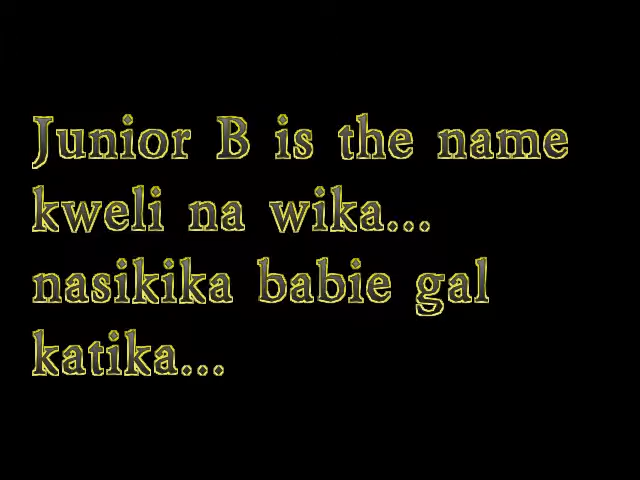 Junior B is the name
kweli na wika...
nasikika babie gal
katika...